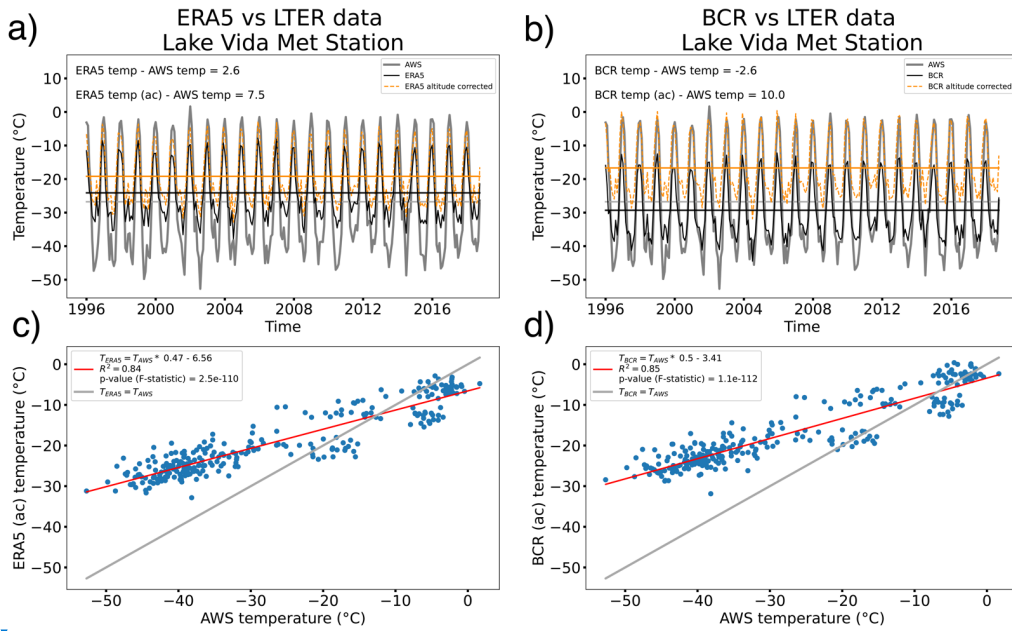 a)
ERA5 vs LTER data
Lake Vida Met Station
ERA5 temp - AWS temp = 2.6
ERA5 temp (ac) - AWS temp = 7.5
AWS
ERA5
ERA5 altitude corrected
Temperature (°C)
10
0
−10
−20
−30
−40
−50
1996
2000
2004
2008
2012
2016
Time
b)
BCR vs LTER data
Lake Vida Met Station
BCR temp - AWS temp = -2.6
BCR temp (ac) - AWS temp = 10.0
AWS
BCR
BCR altitude corrected
Temperature (°C)
10
0
−10
−20
−30
−40
−50
1996
2000
2004
2008
2012
2016
Time
c)
T_ERA5 = T_AWS * 0.47 - 6.56
R² = 0.84
p-value (F-statistic) = 2.5e-110
T_ERA5 = T_AWS
ERA5 (ac) temperature (°C)
0
−10
−20
−30
−40
−50
−50
−40
−30
−20
−10
0
AWS temperature (°C)
d)
T_BCR = T_AWS * 0.5 - 3.41
R² = 0.85
p-value (F-statistic) = 1.1e-112
T_BCR = T_AWS
BCR (ac) temperature (°C)
0
−10
−20
−30
−40
−50
−50
−40
−30
−20
−10
0
AWS temperature (°C)